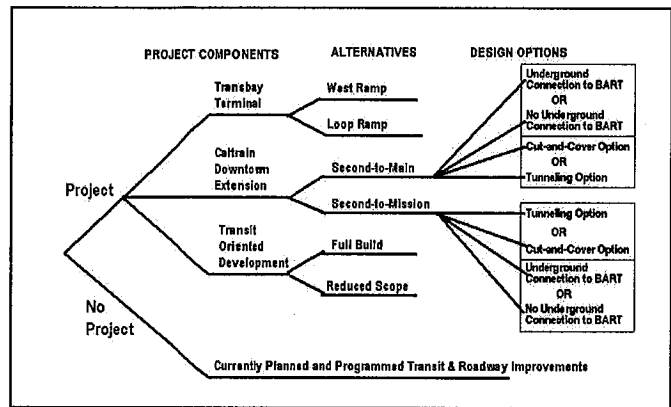 PROJECT COMPONENTS
ALTERNATIVES
DESIGN OPTIONS
Transbay
Terminal
West Ramp
Loop Ramp
Underground
Connection to BART
OR
No Underground
Connection to BART
Cut-and-Cover Option
OR
Tunneling Option
Project
Caltrain
Downtown
Extension
Second-to-Main
Second-to-Mission
Tunneling Option
OR
Cut-and-Cover Option
Underground
Connection to BART
OR
No Underground
Connection to BART
Transit
Oriented
Development
Full Build
Reduced Scope
No
Project
Currently Planned and Programmed Transit & Roadway Improvements